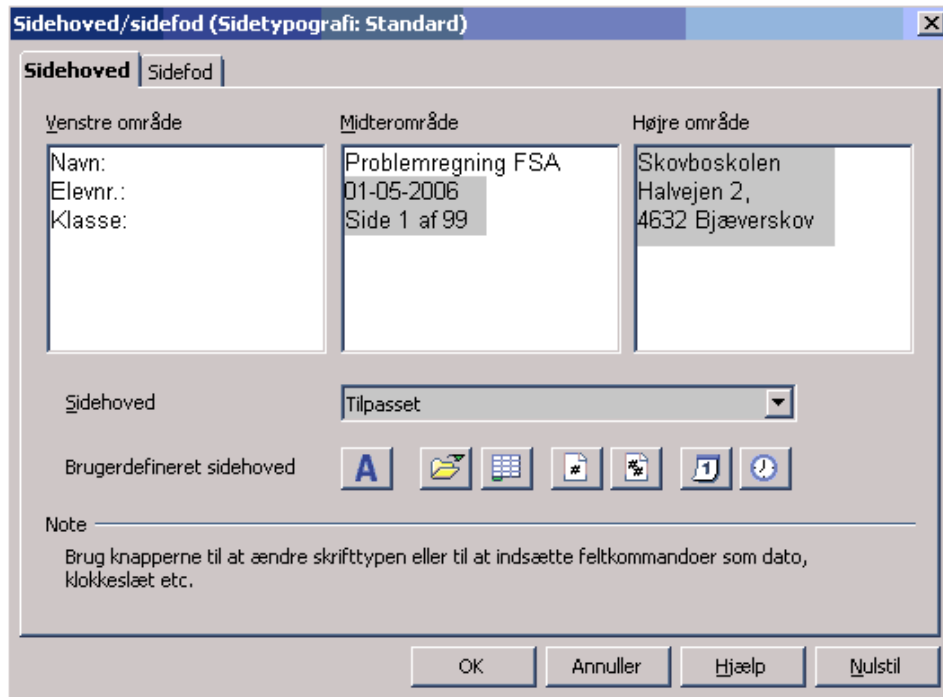 Sidehoved/sidefod (Sidetypografi: Standard)
Sidehoved
Sidefod
Venstre område
Midterområde
Højre område
Navn:
Elevnr.:
Klasse:
Problemregning FSA
01-05-2006
Side 1 af 99
Skovboskolen
Halvejen 2,
4632 Bjæverskov
Sidehoved
Tilpasset
Brugerdefineret sidehoved
A
Note
Brug knapperne til at ændre skrifttypen eller til at indsætte feltkommandoer som dato,
klokkeslæt etc.
OK
Annuller
Hjælp
Nulstil